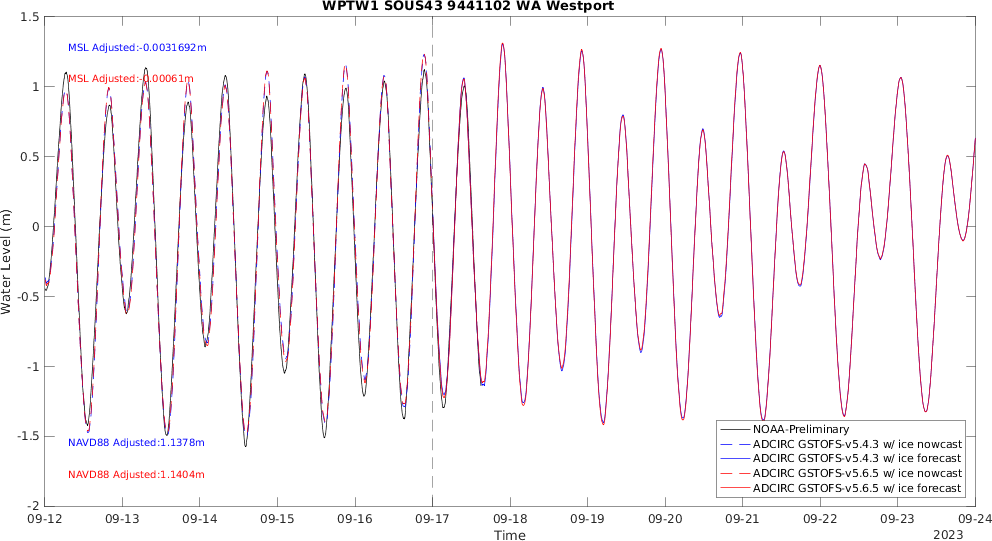 WPTW1 SOUS43 9441102 WA Westport
1.5
1
0.5
0
-0.5
-1
-1.5
-2
Water Level (m)
MSL Adjusted:-0.0031692m
MSL Adjusted:-0.00061m
NAVD88 Adjusted:1.1378m
NAVD88 Adjusted:1.1404m
NOAA-Preliminary
ADCIRC GSTOFS-v5.4.3 w/ ice nowcast
ADCIRC GSTOFS-v5.4.3 w/ ice forecast
ADCIRC GSTOFS-v5.6.5 w/ ice nowcast
ADCIRC GSTOFS-v5.6.5 w/ ice forecast
09-12 09-13 09-14 09-15 09-16 09-17 09-18 09-19 09-20 09-21 09-22 09-23 09-24
Time
2023